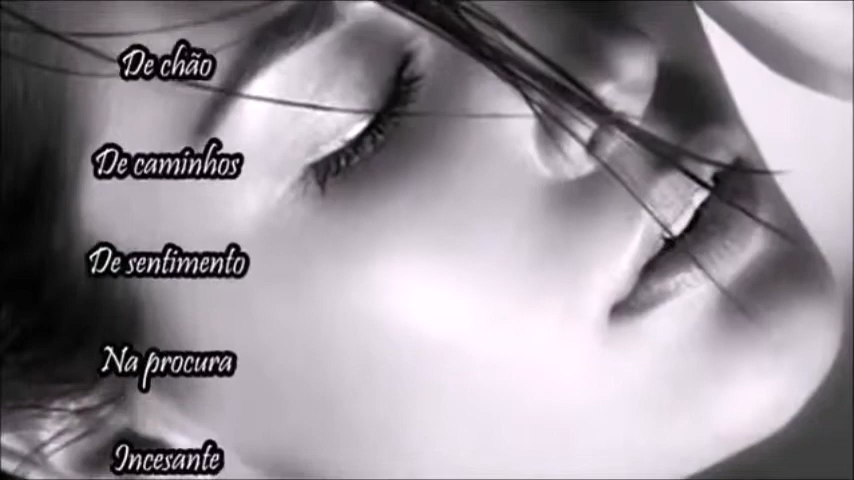 De chão
De caminhos
De sentimento
Na procura
Incesante